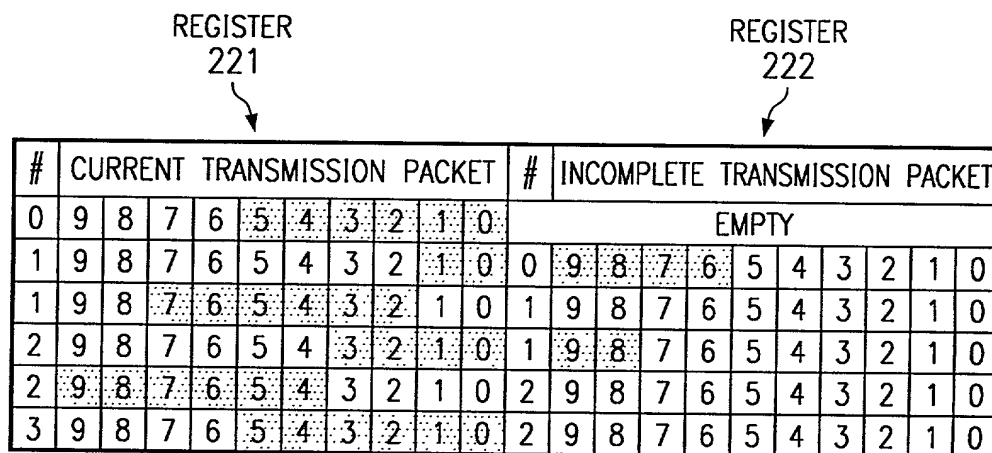 REGISTER
221
REGISTER
222
# CURRENT TRANSMISSION PACKET # INCOMPLETE TRANSMISSION PACKET
0 9 8 7 6 5 4 3 2 1 0 EMPTY
1 9 8 7 6 5 4 3 2 1 0 0 9 8 7 6 5 4 3 2 1 0
1 9 8 7 6 5 4 3 2 1 0 1 9 8 7 6 5 4 3 2 1 0
2 9 8 7 6 5 4 3 2 1 0 1 9 8 7 6 5 4 3 2 1 0
2 9 8 7 6 5 4 3 2 1 0 2 9 8 7 6 5 4 3 2 1 0
3 9 8 7 6 5 4 3 2 1 0 2 9 8 7 6 5 4 3 2 1 0